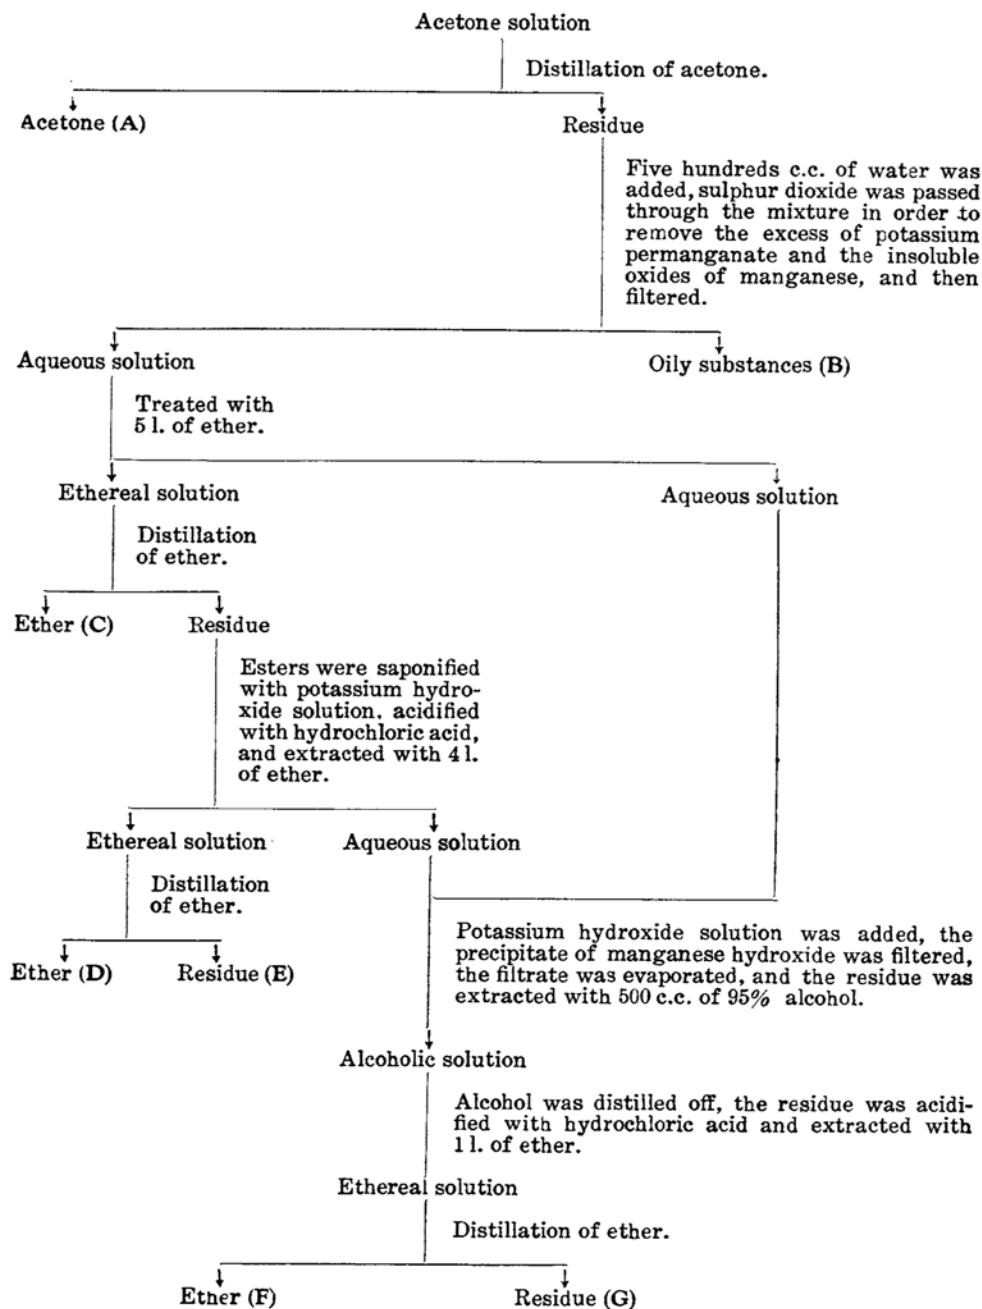 Acetone solution
Distillation of acetone.
Acetone (A)
Residue
Five hundreds c.c. of water was
added, sulphur dioxide was passed
through the mixture in order to
remove the excess of potassium
permanganate and the insoluble
oxides of manganese, and then
filtered.
Aqueous solution
Oily substances (B)
Treated with
5 l. of ether.
Ethereal solution
Aqueous solution
Distillation
of ether.
Ether (C)
Residue
Esters were saponified
with potassium hydro-
xide solution, acidified
with hydrochloric acid,
and extracted with 4 l.
of ether.
Ethereal solution
Aqueous solution
Distillation
of ether.
Ether (D)
Residue (E)
Potassium hydroxide solution was added, the
precipitate of manganese hydroxide was filtered,
the filtrate was evaporated, and the residue was
extracted with 500 c.c. of 95% alcohol.
Alcoholic solution
Alcohol was distilled off, the residue was acidi-
fied with hydrochloric acid and extracted with
1 l. of ether.
Ethereal solution
Distillation of ether.
Ether (F)
Residue (G)